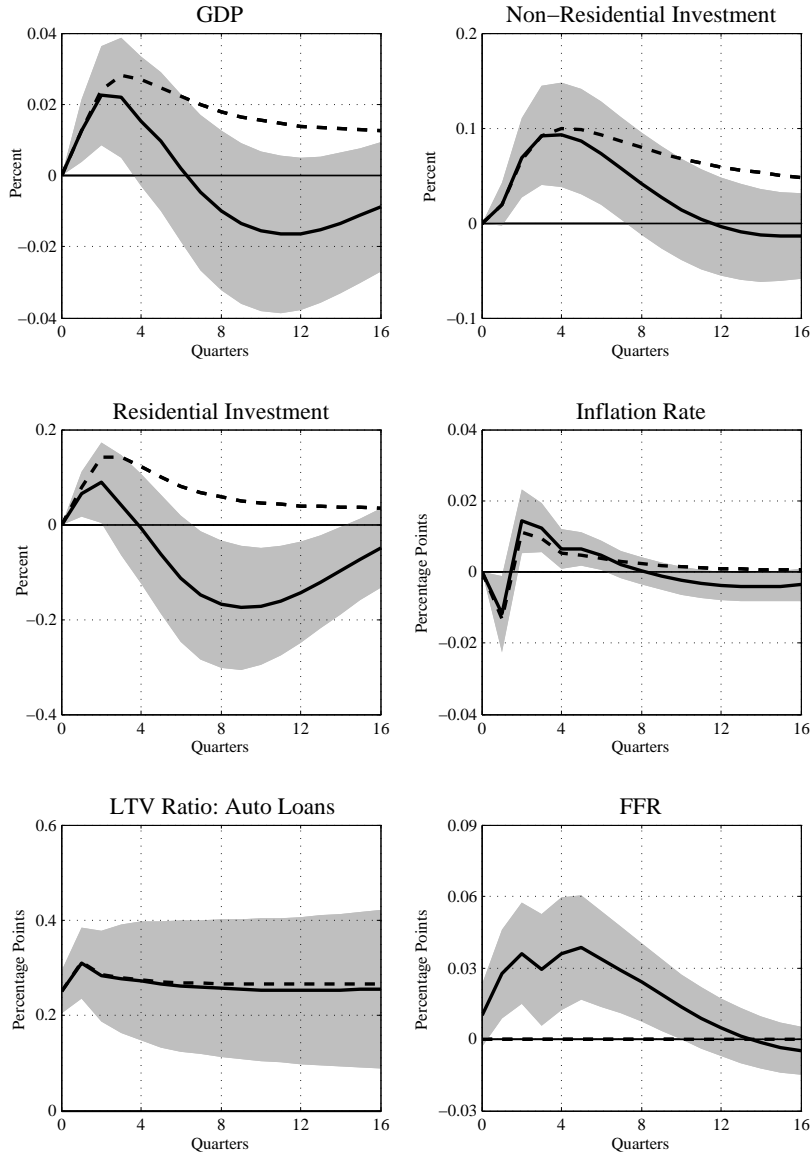 GDP
Non−Residential Investment
0.04
0.02
0
−0.02
−0.04
Percent
0 4 8 12 16
Quarters
0.2
0.1
0
−0.1
Percent
0 4 8 12 16
Quarters
Residential Investment
Inflation Rate
0.2
0
−0.2
−0.4
Percent
0 4 8 12 16
Quarters
0.04
0.02
0
−0.02
−0.04
Percentage Points
0 4 8 12 16
Quarters
LTV Ratio: Auto Loans
FFR
0.6
0.4
0.2
0
Percentage Points
0 4 8 12 16
Quarters
0.09
0.06
0.03
0
−0.03
Percentage Points
0 4 8 12 16
Quarters